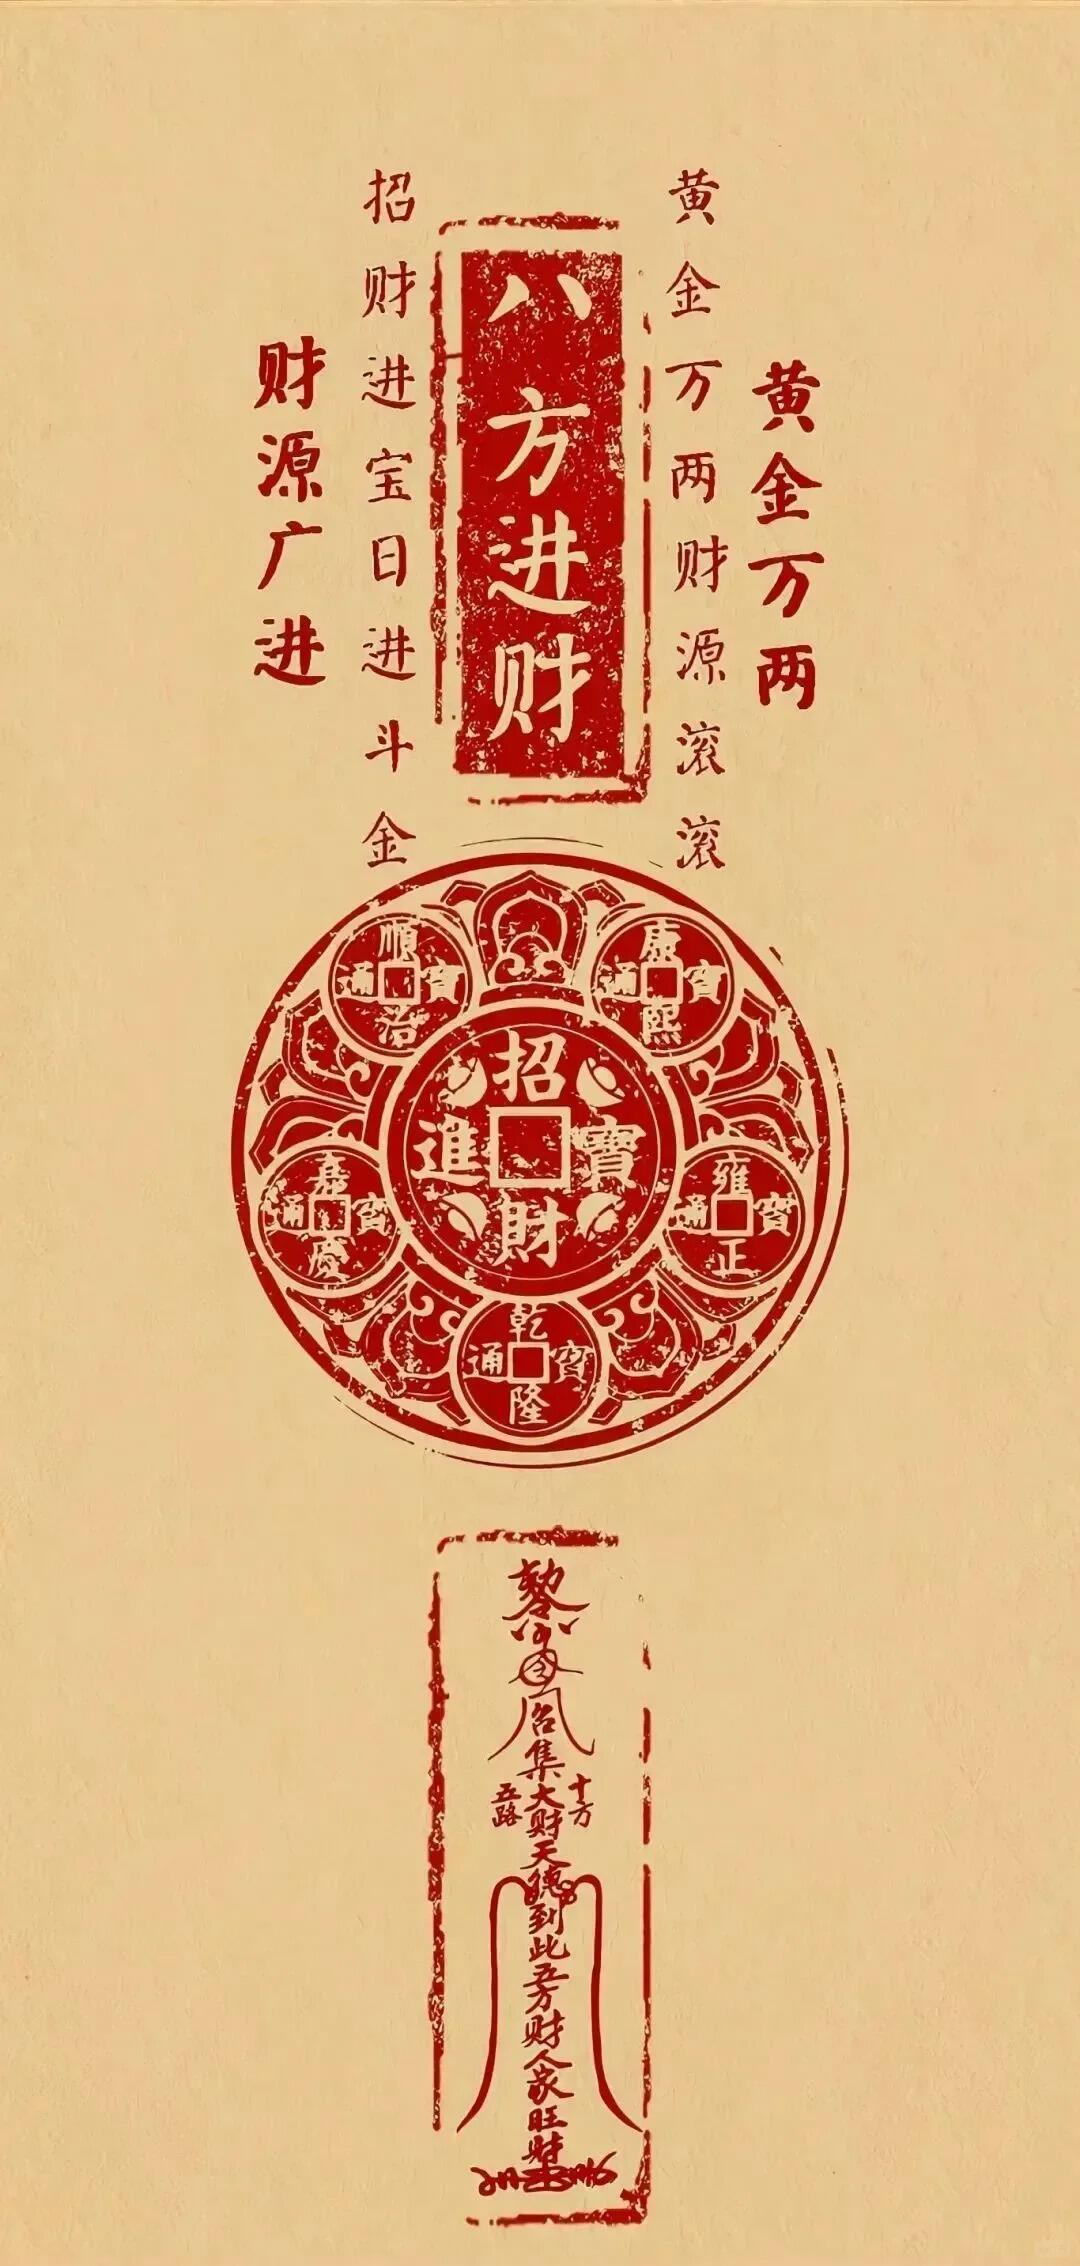 黄金万两
黄金万两财源滚滚
八方进财
招财进宝日进斗金
财源广进
招財進寶
順治通寶
康熙通寶
雍正通寶
乾隆通寶
嘉慶通寶
敕令
召集
十方
五路
大财天德到此五方财人家旺财